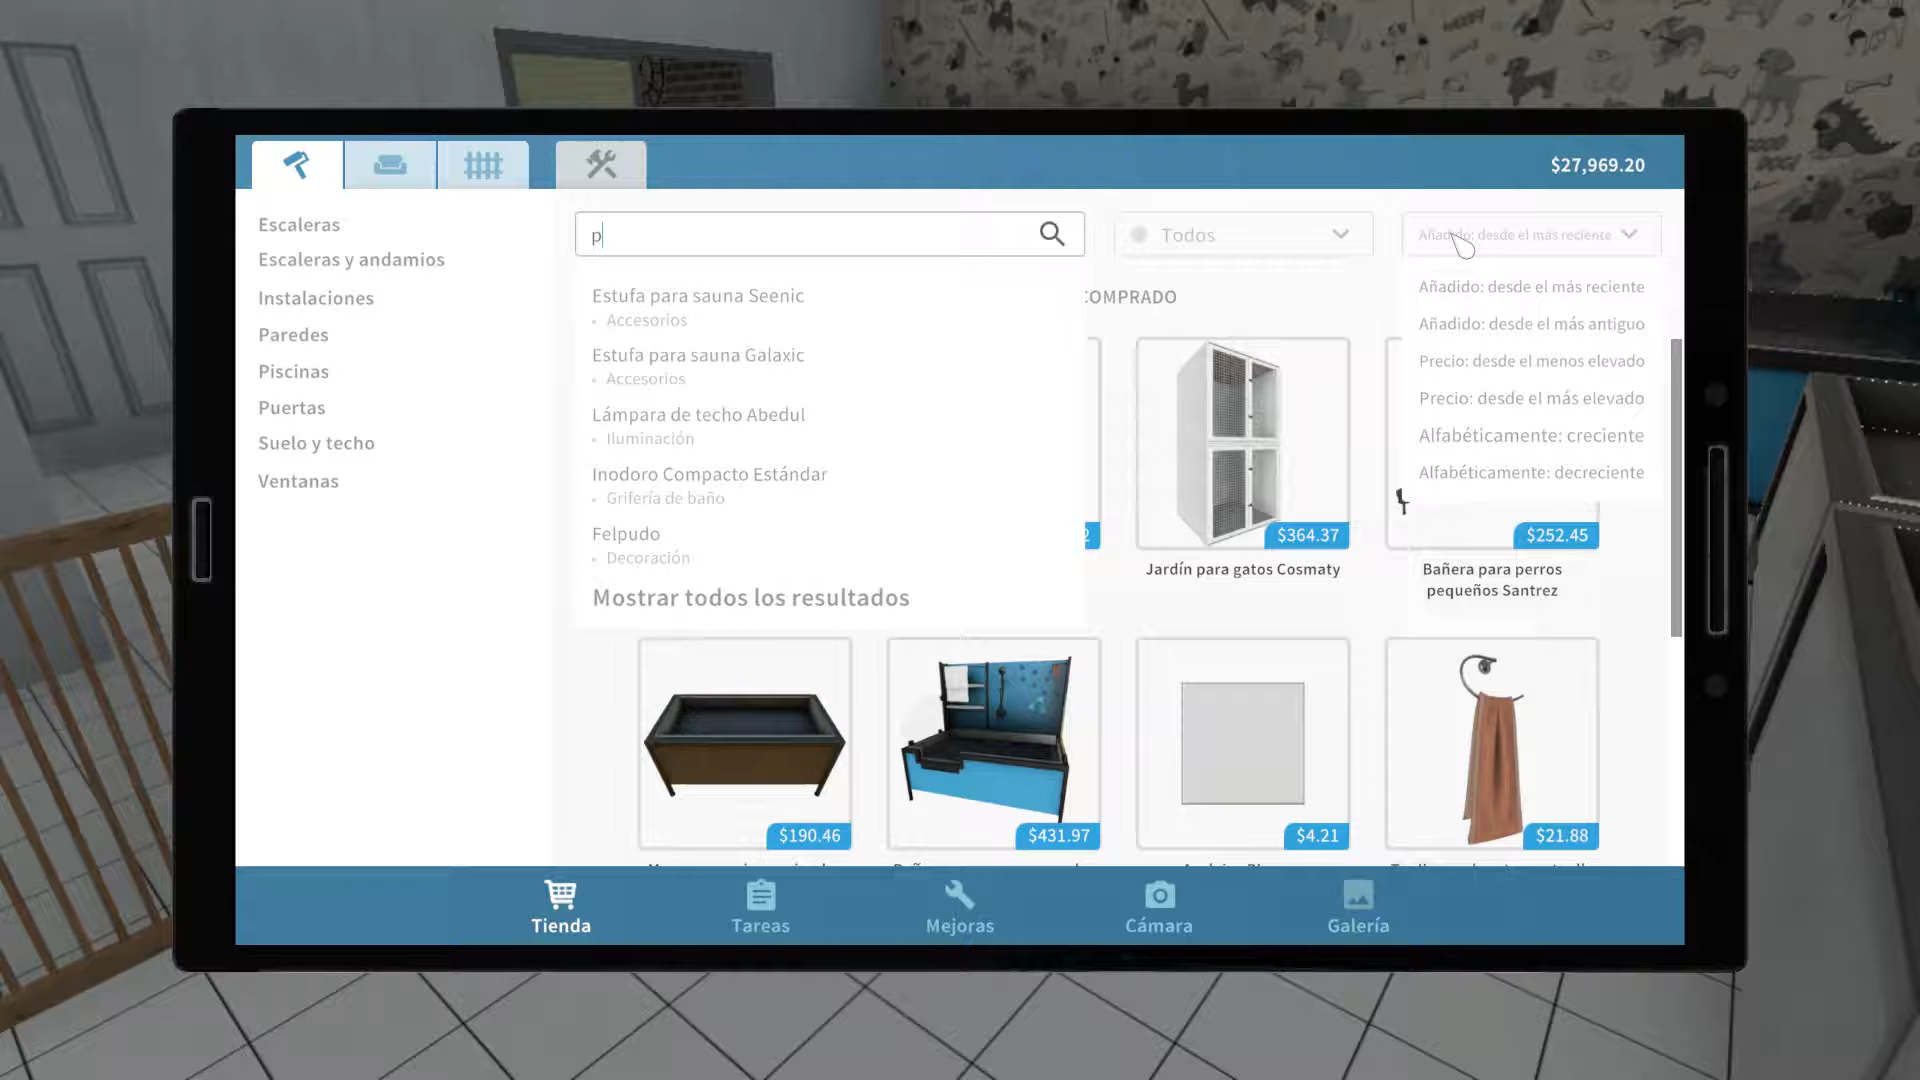 $27,969.20
Escaleras
Escaleras y andamios
Instalaciones
Paredes
Piscinas
Puertas
Suelo y techo
Ventanas
p
Todos
Añadido: desde el más reciente
Estufa para sauna Seenic
Accesorios
Estufa para sauna Galaxic
Accesorios
Lámpara de techo Abedul
Iluminación
Inodoro Compacto Estándar
Grifería de baño
Felpudo
Decoración
Mostrar todos los resultados
COMPRADO
Añadido: desde el más reciente
Añadido: desde el más antiguo
Precio: desde el menos elevado
Precio: desde el más elevado
Alfabéticamente: creciente
Alfabéticamente: decreciente
2
$364.37
$252.45
Jardín para gatos Cosmaty
Bañera para perros
pequeños Santrez
$190.46
$431.97
$4.21
$21.88
Tienda
Tareas
Mejoras
Cámara
Galería